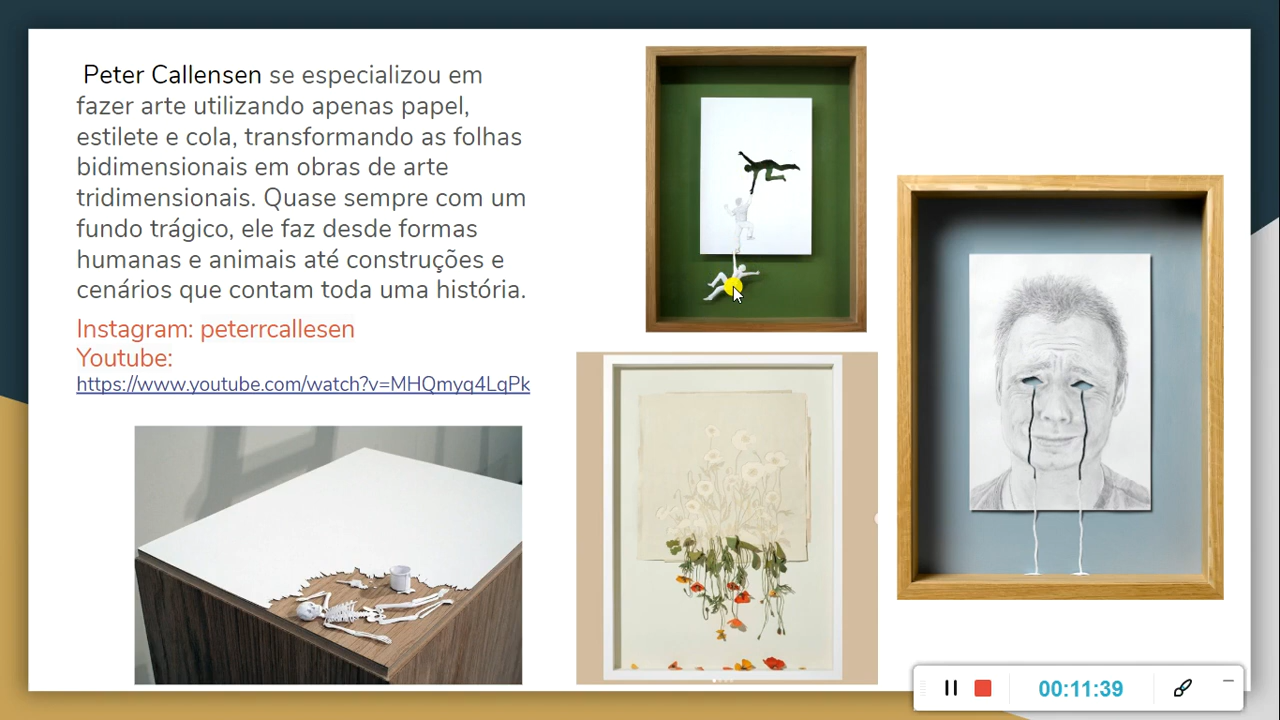 Peter Callensen se especializou em
fazer arte utilizando apenas papel,
estilete e cola, transformando as folhas
bidimensionais em obras de arte
tridimensionais. Quase sempre com um
fundo trágico, ele faz desde formas
humanas e animais até construções e
cenários que contam toda uma história.
Instagram: peterrcallesen
Youtube:
https://www.youtube.com/watch?v=MHQmyq4LqPk
00:11:39